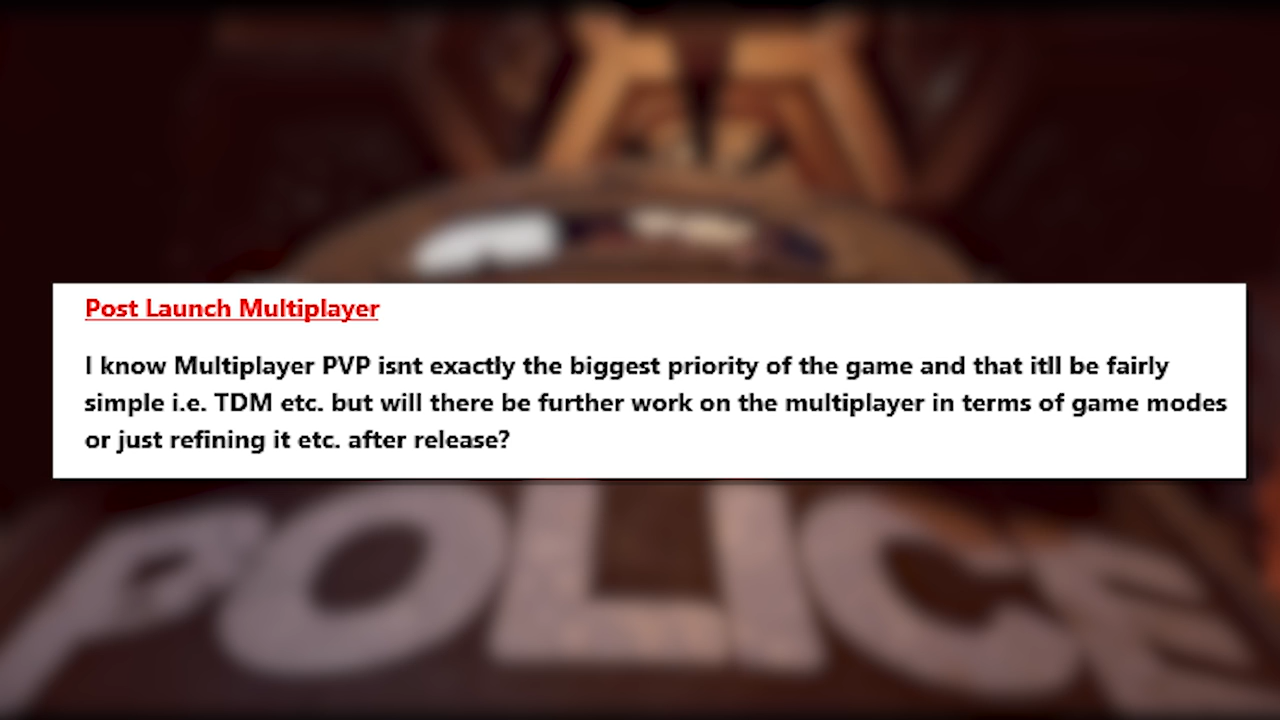 Post Launch Multiplayer
I know Multiplayer PVP isnt exactly the biggest priority of the game and that itll be fairly
simple i.e. TDM etc. but will there be further work on the multiplayer in terms of game modes
or just refining it etc. after release?
POLICE